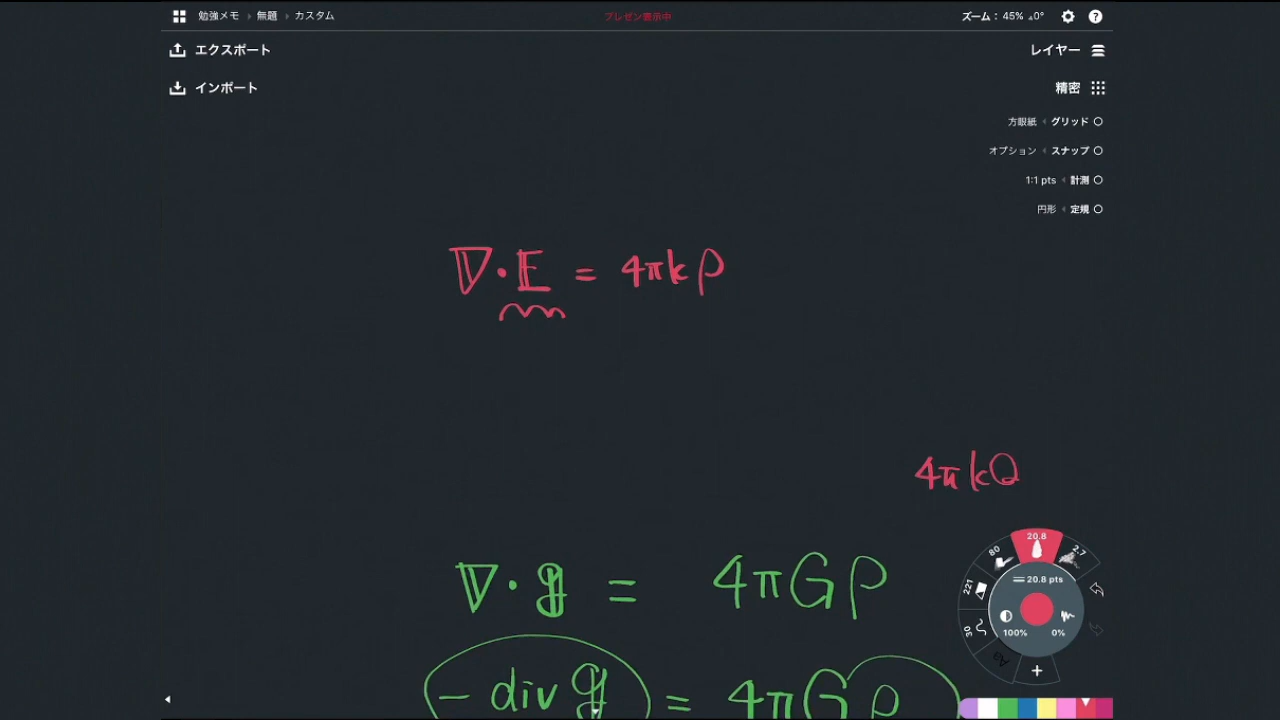 勉強メモ 無題 カスタム プレゼン表示中 ズーム: 45% 0°
エクスポート レイヤー
インポート 精密
方眼紙 グリッド
オプション スナップ
1:1 pts 計測
円形 定規
∇・E = 4πkρ
4πkQ
20.8
80 2.7
20.8 pts
221
100% 0%
30
Aa
∇・g = 4πGρ
- div g = 4πGρ